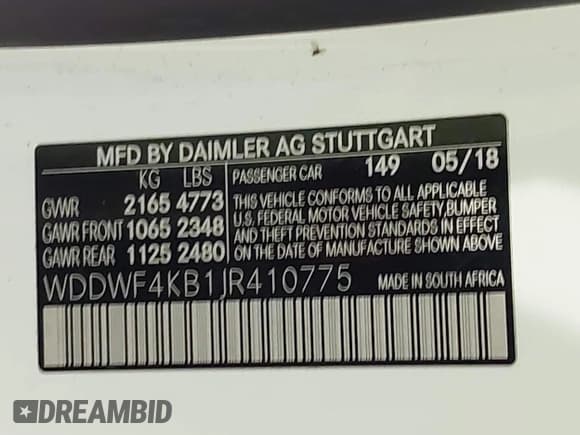 MFD BY DAIMLER AG STUTTGART
KG LBS
GVWR 2165 4773
GAWR FRONT 1065 2348
GAWR REAR 1125 2480
PASSENGER CAR 149 05/18
THIS VEHICLE CONFORMS TO ALL APPLICABLE
U.S. FEDERAL MOTOR VEHICLE SAFETY, BUMPER
AND THEFT PREVENTION STANDARDS IN EFFECT
ON THE DATE OF MANUFACTURE SHOWN ABOVE
WDDWF4KB1JR410775
MADE IN SOUTH AFRICA
DREAMBID